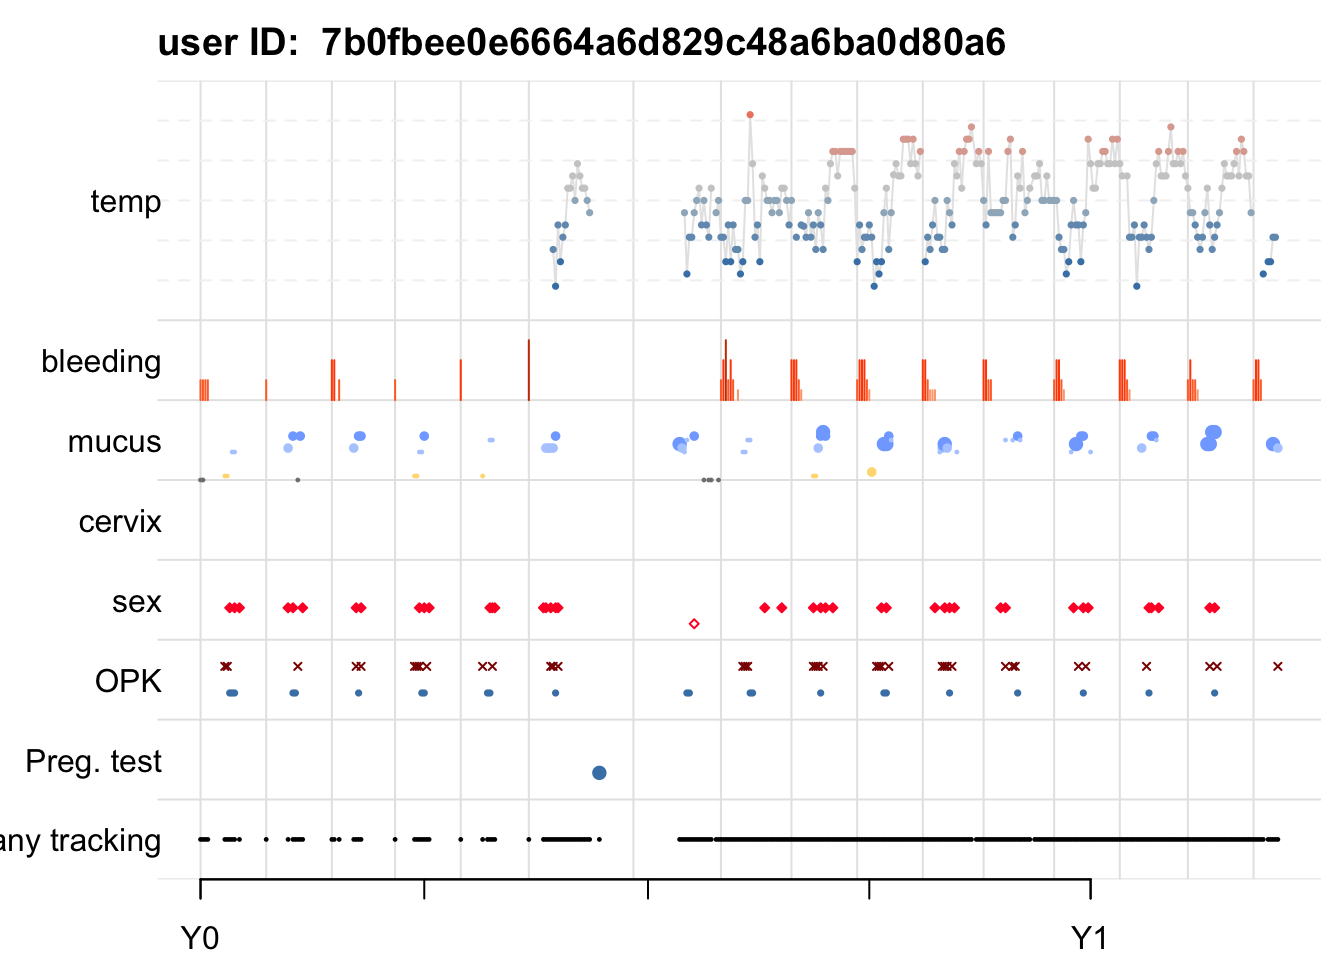 user ID:  7b0fbee0e6664a6d829c48a6ba0d80a6
temp
bleeding
mucus
cervix
sex
OPK
Preg. test
any tracking
Y0
Y1